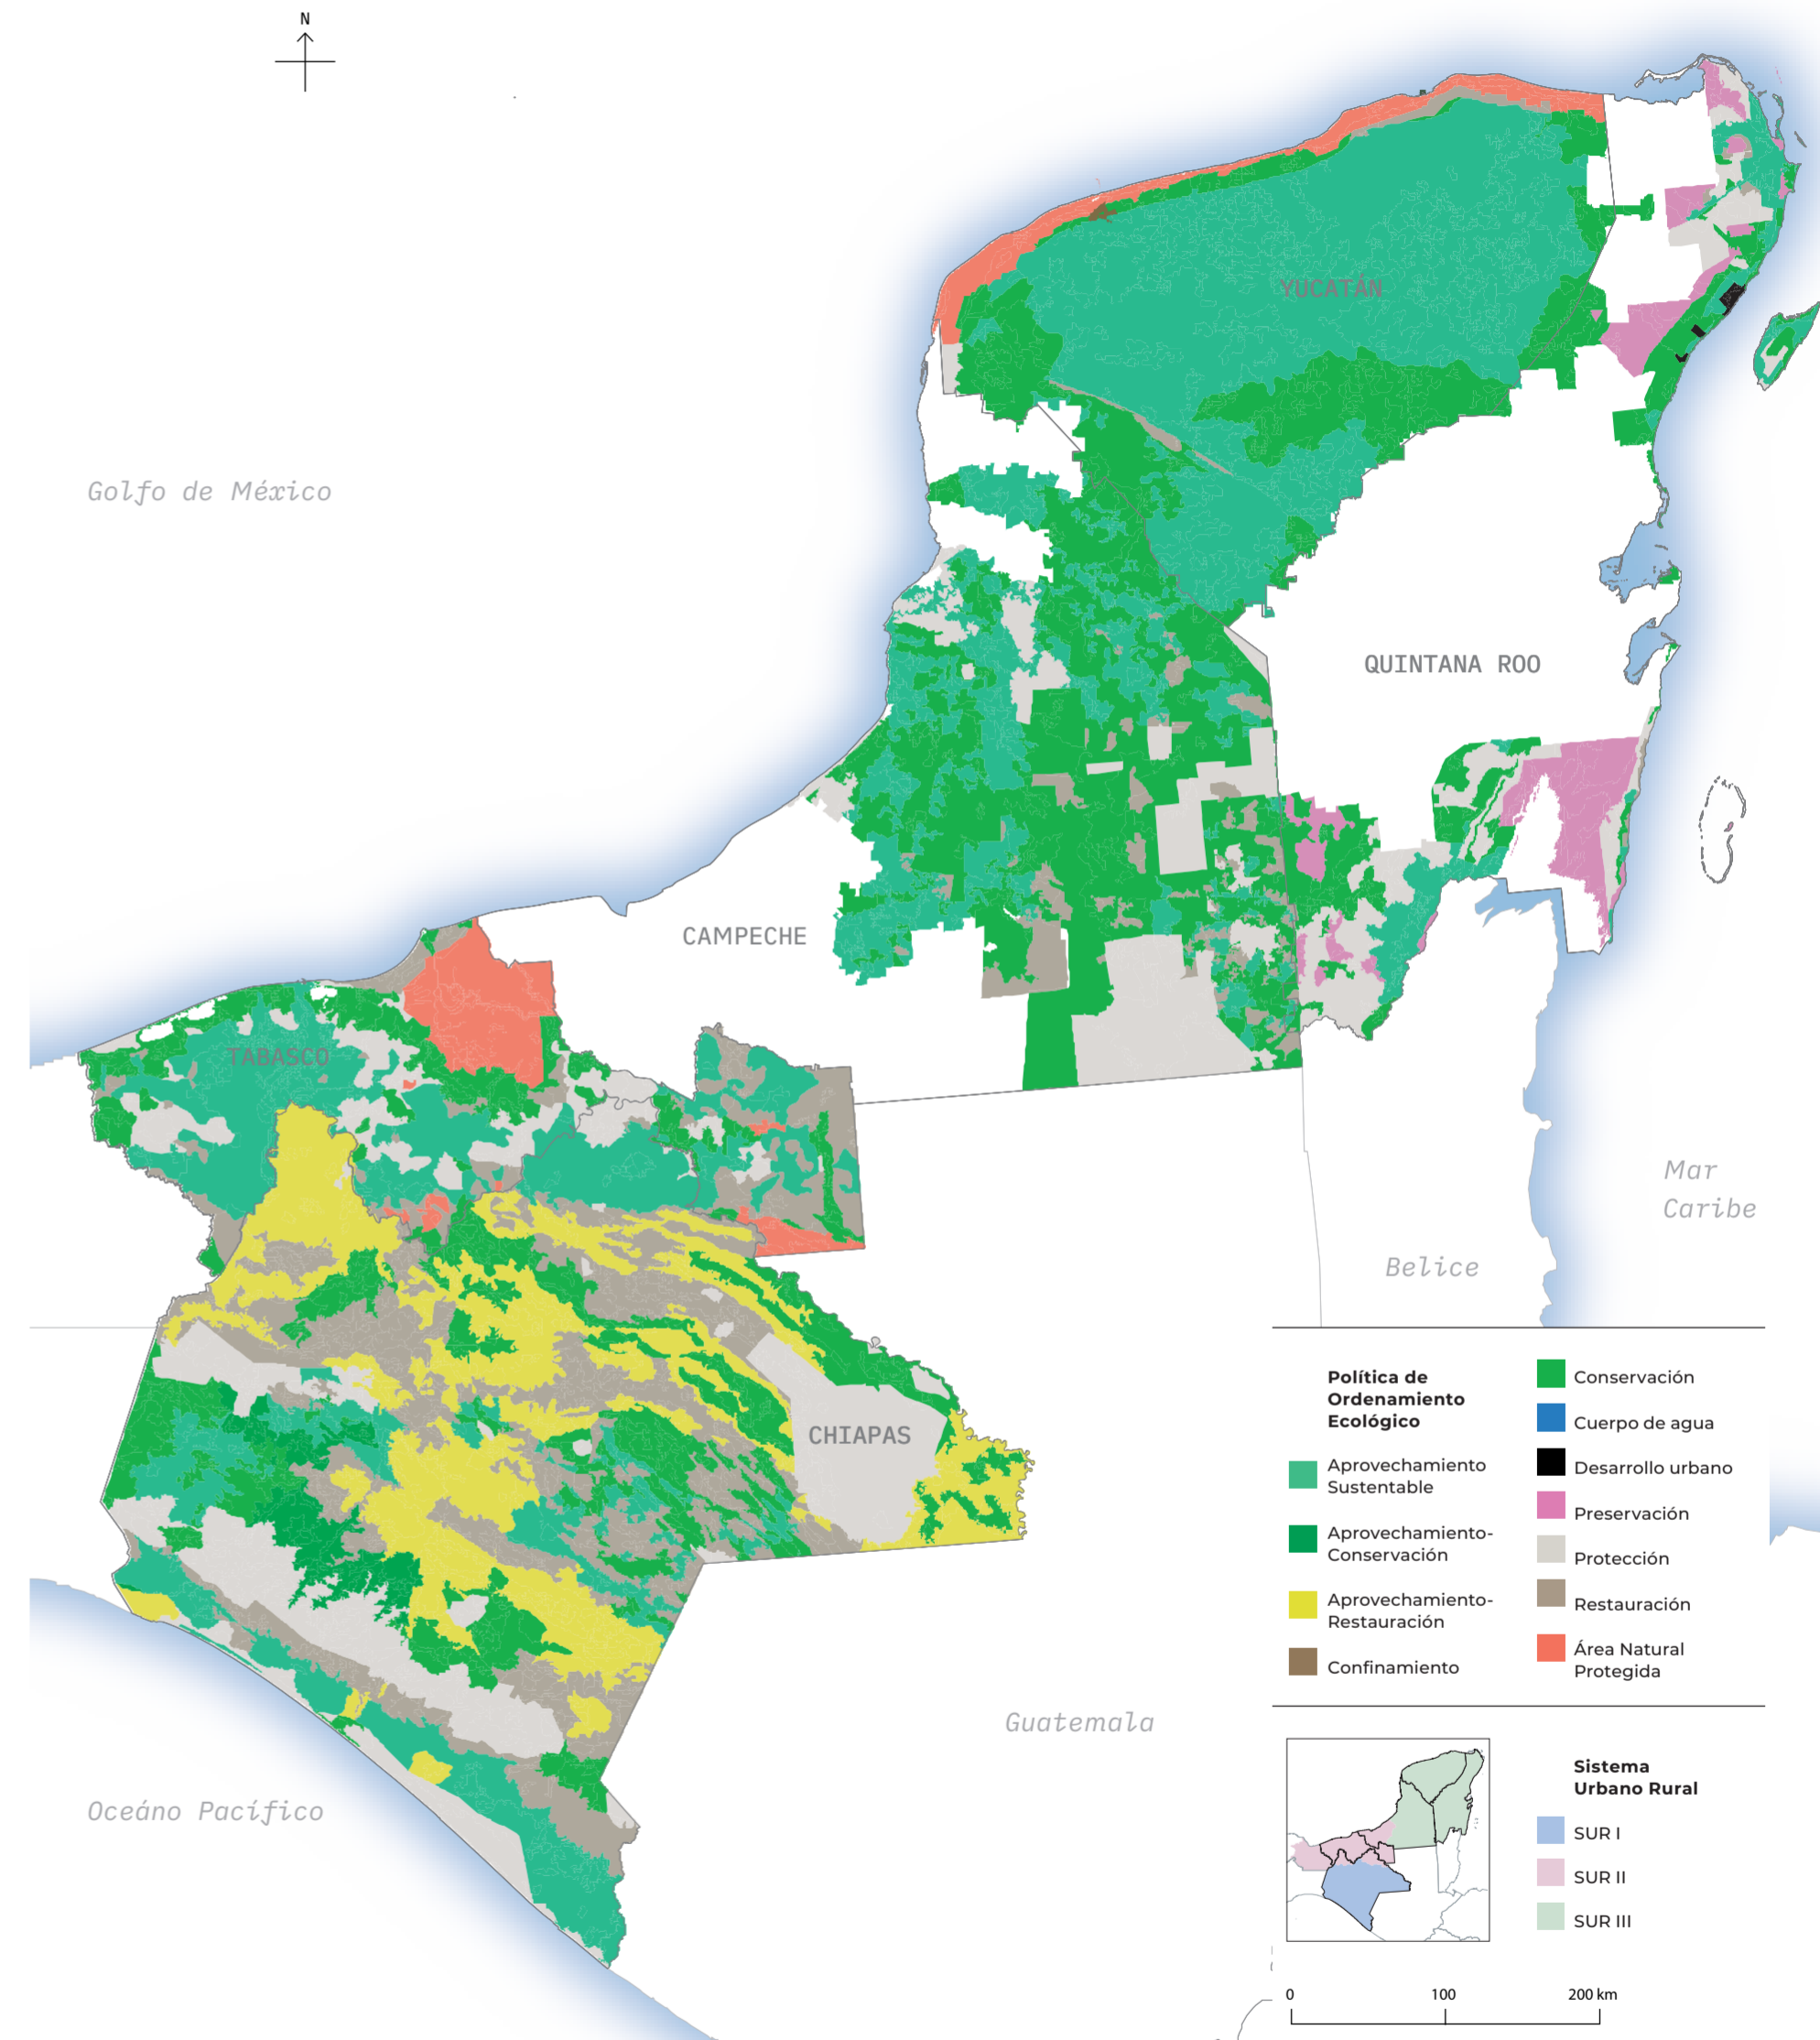 N
YUCATÁN
Golfo de México
QUINTANA ROO
CAMPECHE
TABASCO
Mar
Caribe
Belice
CHIAPAS
Guatemala
Oceáno Pacífico
Política de
Ordenamiento
Ecológico
Aprovechamiento
Sustentable
Aprovechamiento-
Conservación
Aprovechamiento-
Restauración
Confinamiento
Conservación
Cuerpo de agua
Desarrollo urbano
Preservación
Protección
Restauración
Área Natural
Protegida
Sistema
Urbano Rural
SUR I
SUR II
SUR III
0 100 200 km